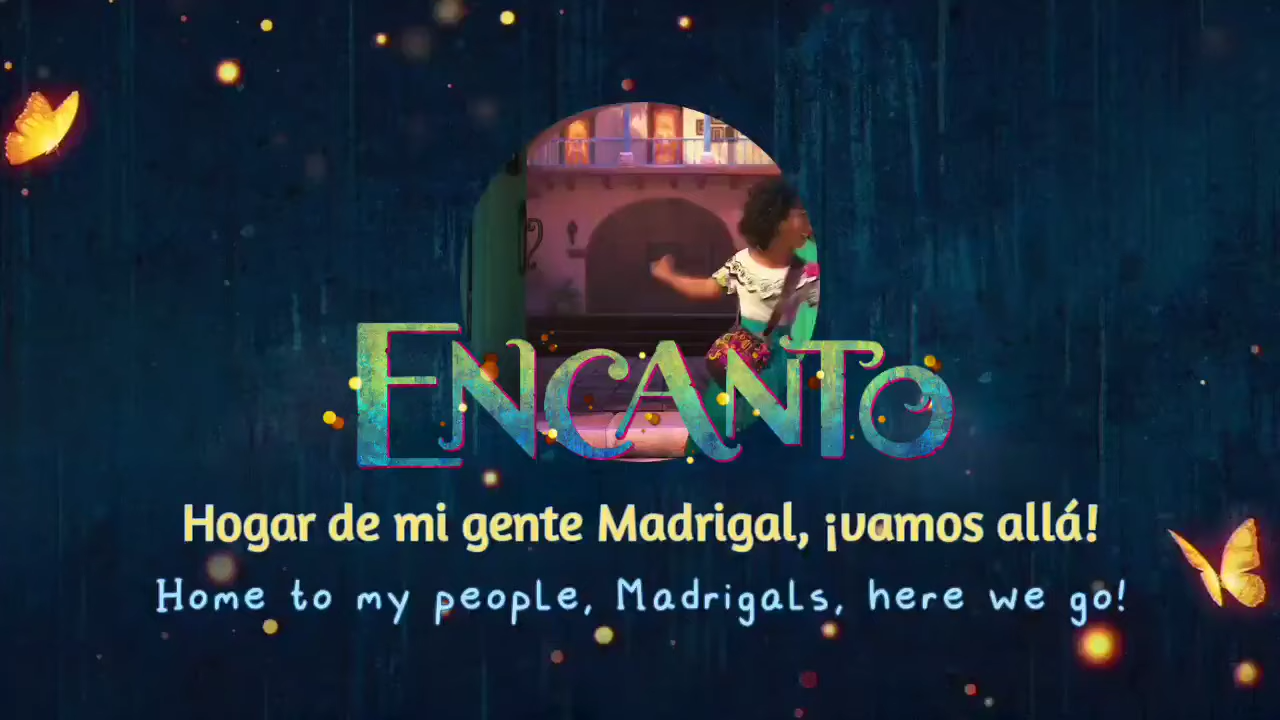 ENCANTO
Hogar de mi gente Madrigal, ¡vamos allá!
Home to my people, Madrigals, here we go!